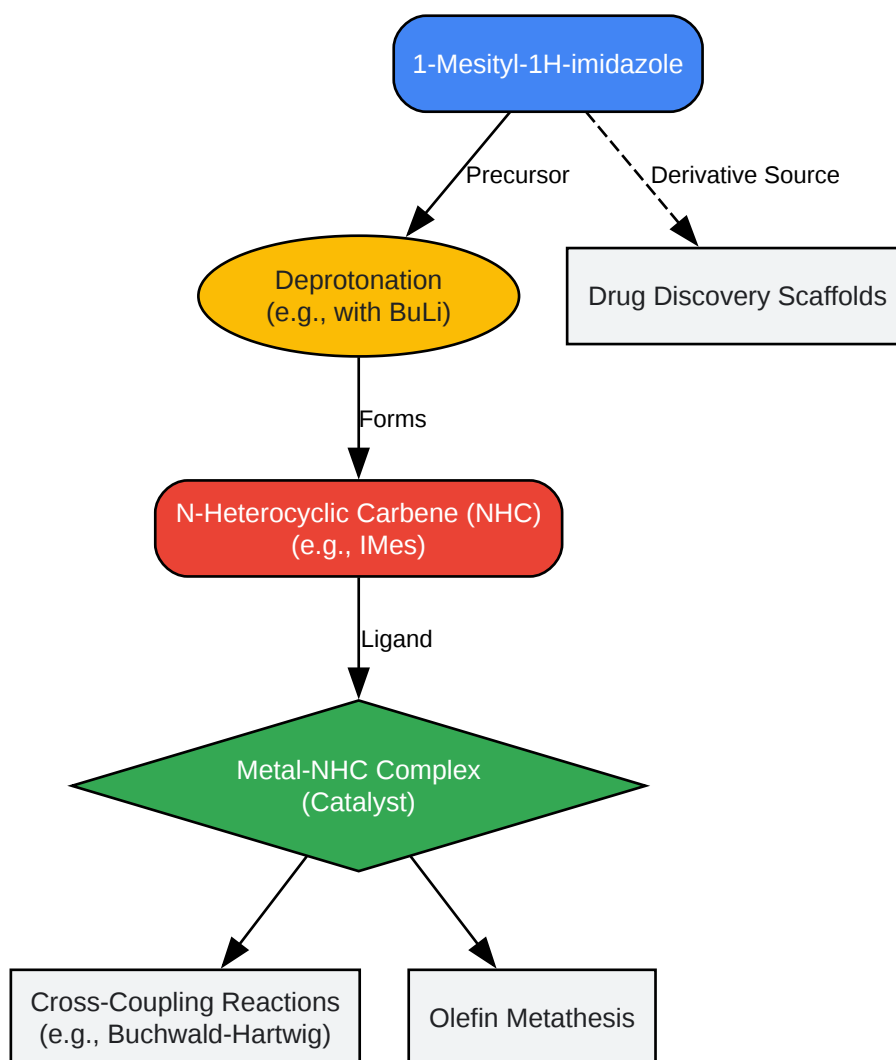 1-Mesityl-1H-imidazole
Precursor
Derivative Source
Deprotonation
(e.g., with BuLi)
Drug Discovery Scaffolds
Forms
N-Heterocyclic Carbene (NHC)
(e.g., IMes)
Ligand
Metal-NHC Complex
(Catalyst)
Cross-Coupling Reactions
(e.g., Buchwald-Hartwig)
Olefin Metathesis